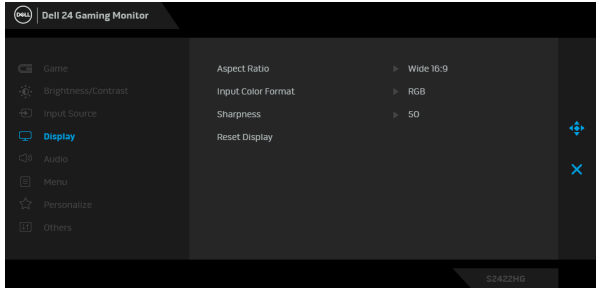 DELL Dell 24 Gaming Monitor
Game
Aspect Ratio Wide 16:9
Brightness/Contrast
Input Color Format RGB
Input Source
Sharpness 50
Display
Reset Display
Audio
Menu
Personalize
Others
S2422HG